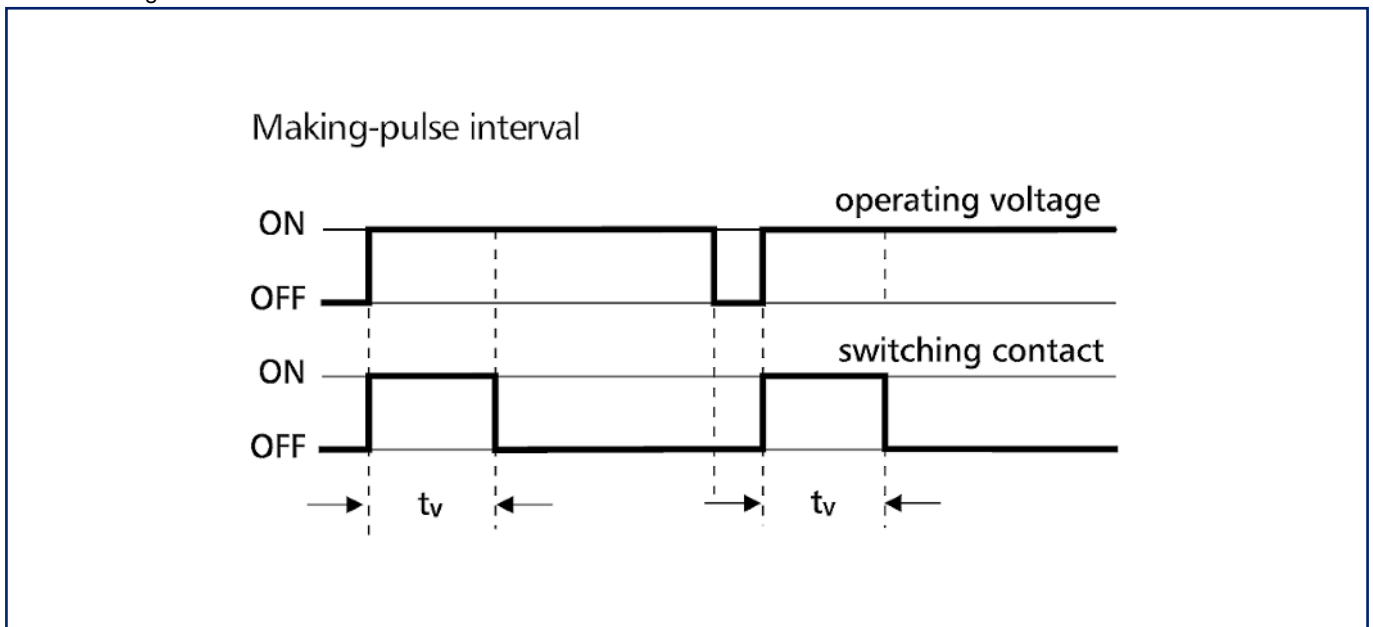 Making-pulse interval
operating voltage
ON
OFF
switching contact
ON
OFF
tv tv